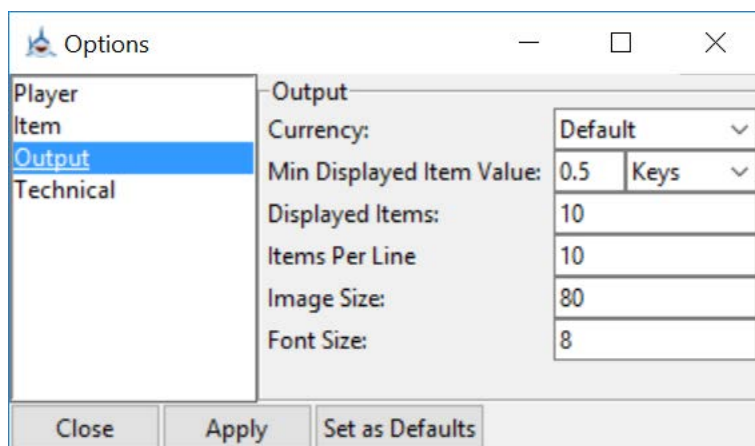 Options
Player
Item
Output
Technical
Output
Currency: Default
Min Displayed Item Value: 0.5 Keys
Displayed Items: 10
Items Per Line 10
Image Size: 80
Font Size: 8
Close Apply Set as Defaults